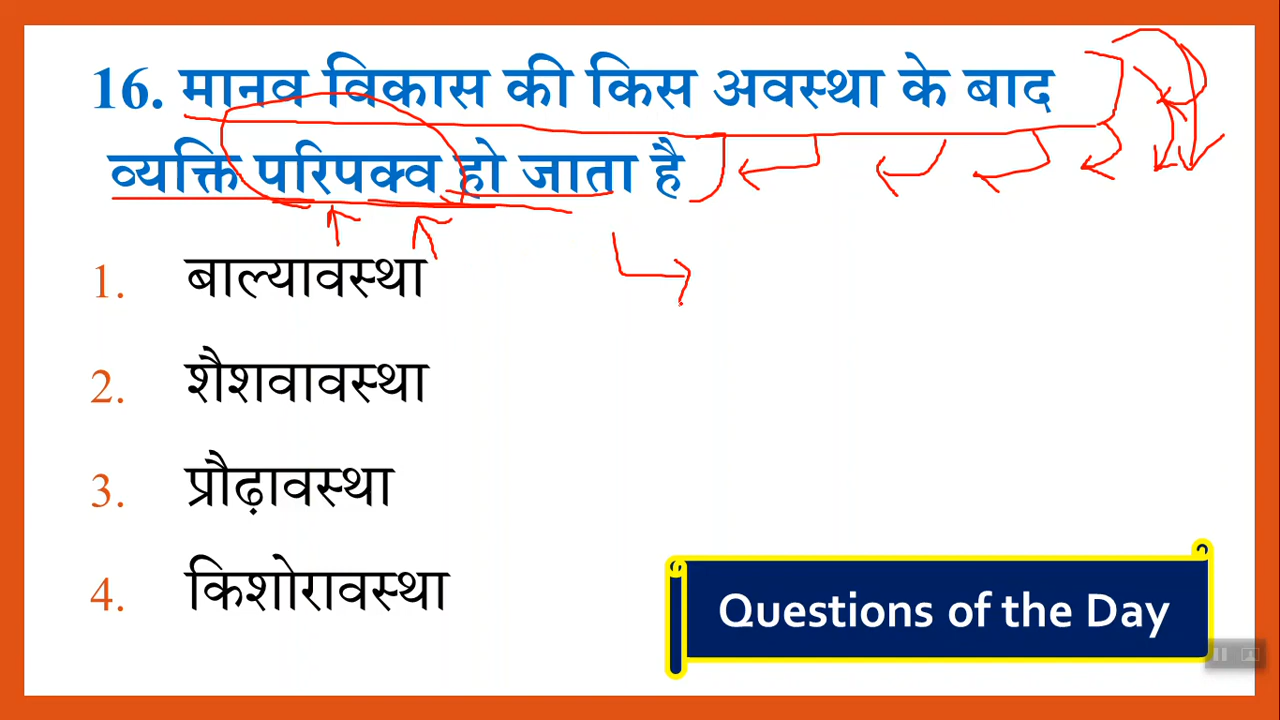 16. मानव विकास की किस अवस्था के बाद
व्यक्ति परिपक्व हो जाता है
1. बाल्यावस्था
2. शैशवावस्था
3. प्रौढ़ावस्था
4. किशोरावस्था
Questions of the Day